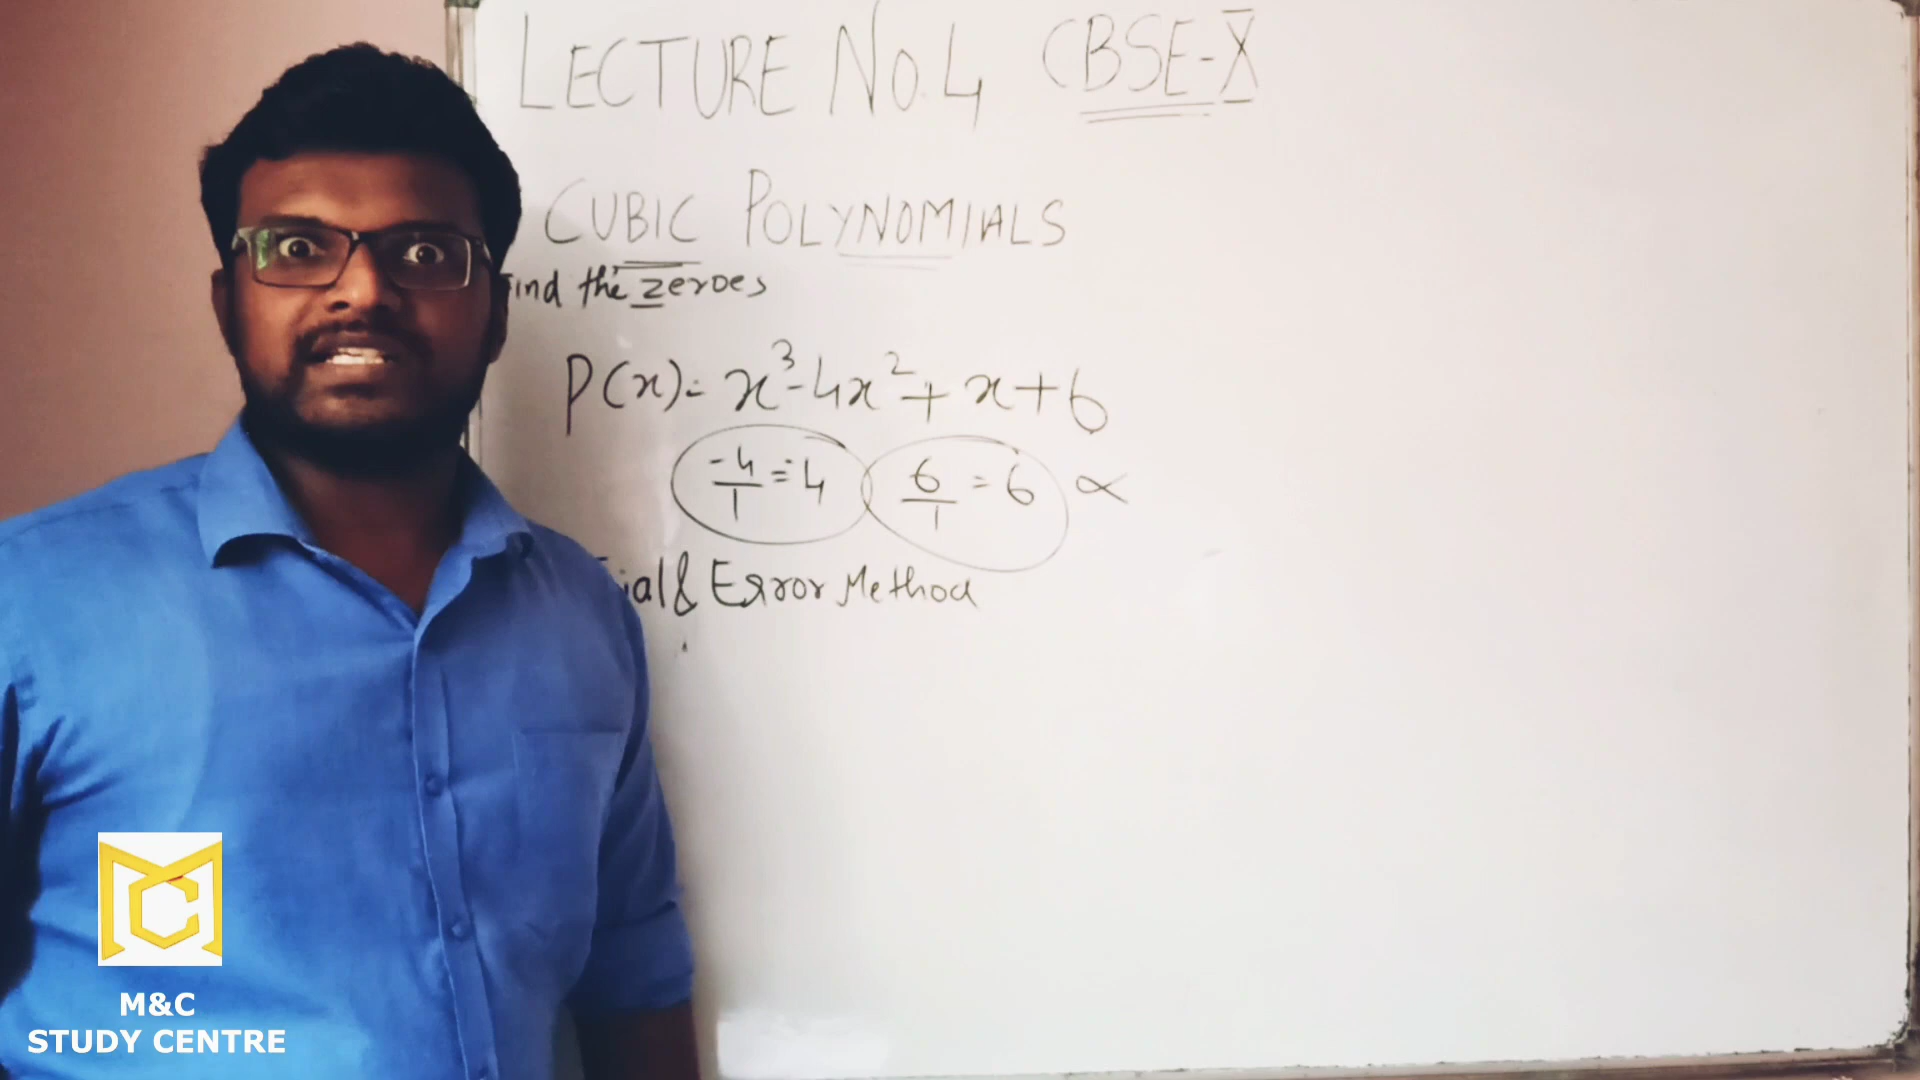 LECTURE No.4 CBSE-X
CUBIC POLYNOMIALS
Find the zeroes
P(x)= x³-4x²+x+6
-4/1 = -4 6/1 = 6 ∝
& Error Method
M&C
STUDY CENTRE